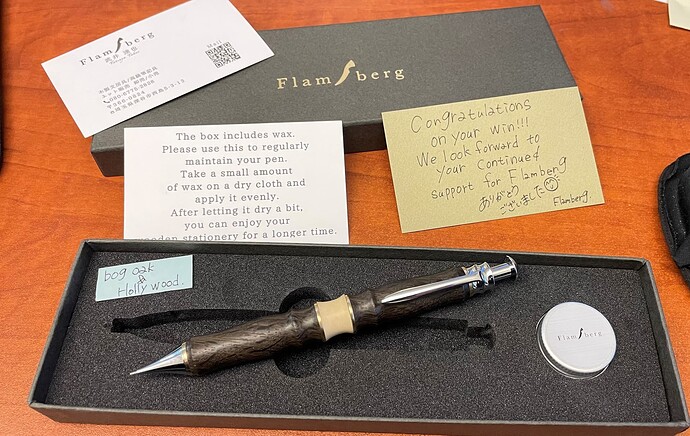 Flamberg
Mail
Flamberg
The box includes wax.
Please use this to regularly
maintain your pen.
Take a small amount
of wax on a dry cloth and
apply it evenly.
After letting it dry a bit,
you can enjoy your
wooden stationery for a longer time.
Congratulations
on your win!!!
We look forward to
your continued
support for Flamberg
ありがとう
ございました
Flamberg.
bog oak
&
Holly wood.
Flamberg